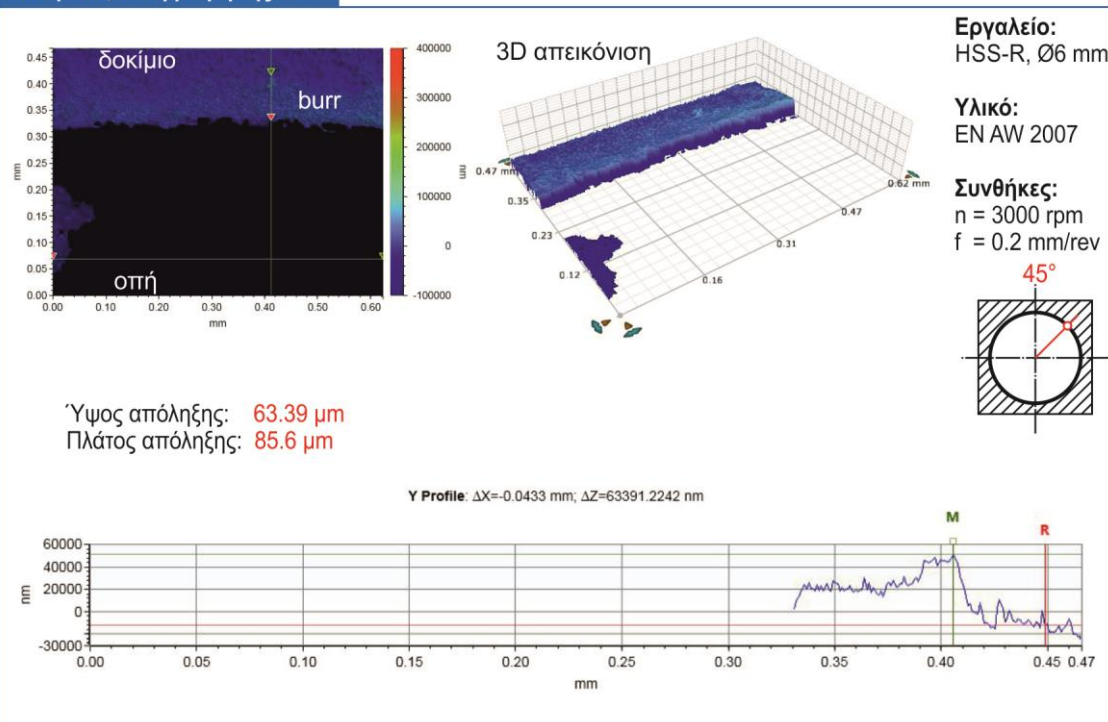 δοκίμιο
burr
οπή
mm
0.45
0.40
0.35
0.30
0.25
0.20
0.15
0.10
0.05
0.00
0.00 0.10 0.20 0.30 0.40 0.50 0.60
mm
400000
300000
200000
100000
0
-100000
nm
3D απεικόνιση
0.47 mm
0.35
0.23
0.12
0.16
0.31
0.47
0.62 mm
Εργαλείο:
HSS-R, Ø6 mm
Υλικό:
EN AW 2007
Συνθήκες:
n = 3000 rpm
f = 0.2 mm/rev
45°
Ύψος απόληξης: 63.39 μm
Πλάτος απόληξης: 85.6 μm
Y Profile: ΔX=-0.0433 mm; ΔZ=63391.2242 nm
M
R
nm
60000
40000
20000
0
-30000
0.00 0.05 0.10 0.15 0.20 0.25 0.30 0.35 0.40 0.45 0.47
mm